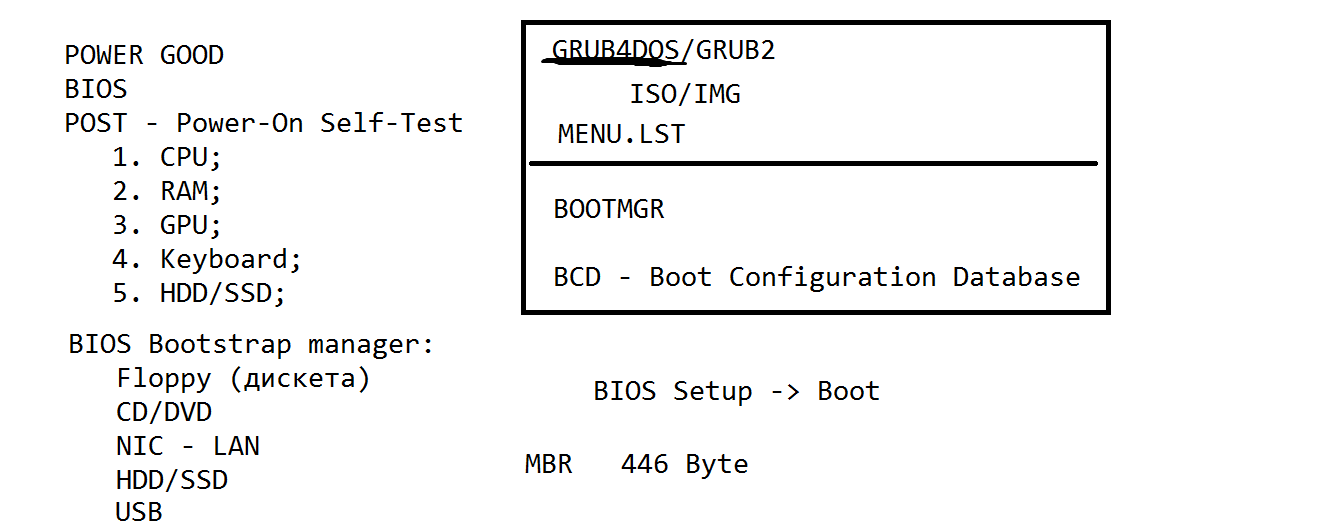 POWER GOOD
BIOS
POST - Power-On Self-Test
1. CPU;
2. RAM;
3. GPU;
4. Keyboard;
5. HDD/SSD;
BIOS Bootstrap manager:
Floppy (дискета)
CD/DVD
NIC - LAN
HDD/SSD
USB
GRUB4DOS/GRUB2
ISO/IMG
MENU.LST
BOOTMGR
BCD - Boot Configuration Database
BIOS Setup -> Boot
MBR 446 Byte